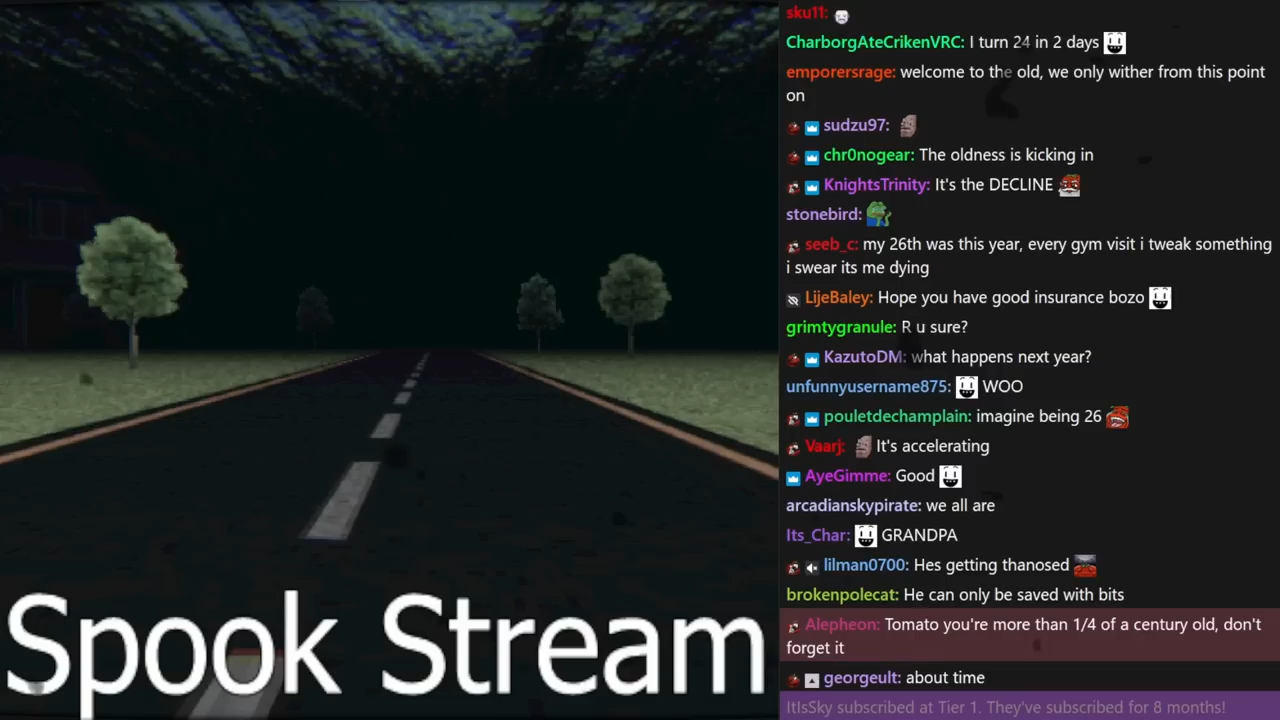 sku11:
CharborgAteCrikenVRC: I turn 24 in 2 days
emporersrage: welcome to the old, we only wither from this point
on
sudzu97:
chr0nogear: The oldness is kicking in
KnightsTrinity: It's the DECLINE
stonebird:
seeb_c: my 26th was this year, every gym visit i tweak something
i swear its me dying
LijeBaley: Hope you have good insurance bozo
grimtygranule: R u sure?
KazutoDM: what happens next year?
unfunnyusername875: WOO
pouletdechamplain: imagine being 26
Vaarj: It's accelerating
AyeGimme: Good
arcadianskypirate: we all are
Its_Char: GRANDPA
lilman0700: Hes getting thanosed
brokenpolecat: He can only be saved with bits
Alepheon: Tomato you're more than 1/4 of a century old, don't
forget it
georgeult: about time
ItIsSky subscribed at Tier 1. They've subscribed for 8 months!
Spook Stream